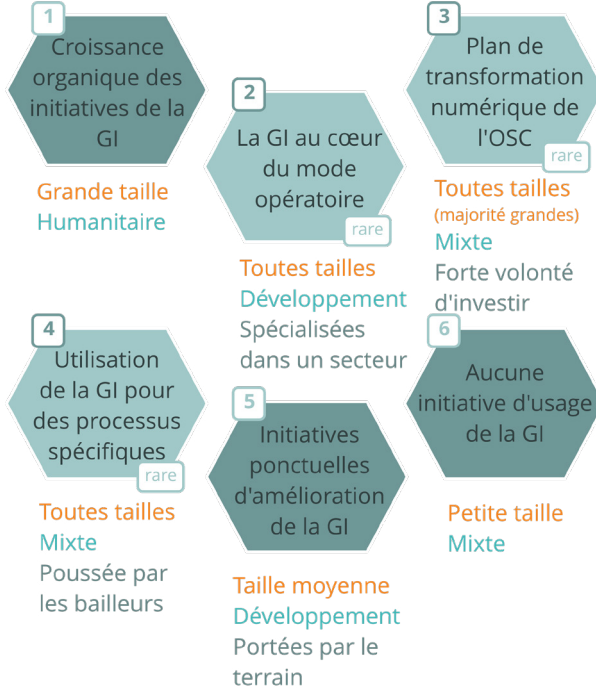 1
Croissance
organique des
initiatives de la
GI
Grande taille
Humanitaire
2
La GI au cœur
du mode
opératoire
rare
Toutes tailles
Développement
Spécialisées
dans un secteur
3
Plan de
transformation
numérique de
l'OSC
rare
Toutes tailles
(majorité grandes)
Mixte
Forte volonté
d'investir
4
Utilisation
de la GI pour
des processus
spécifiques
rare
Toutes tailles
Mixte
Poussée par
les bailleurs
5
Initiatives
ponctuelles
d'amélioration
de la GI
Taille moyenne
Développement
Portées par le
terrain
6
Aucune
initiative d'usage
de la GI
Petite taille
Mixte